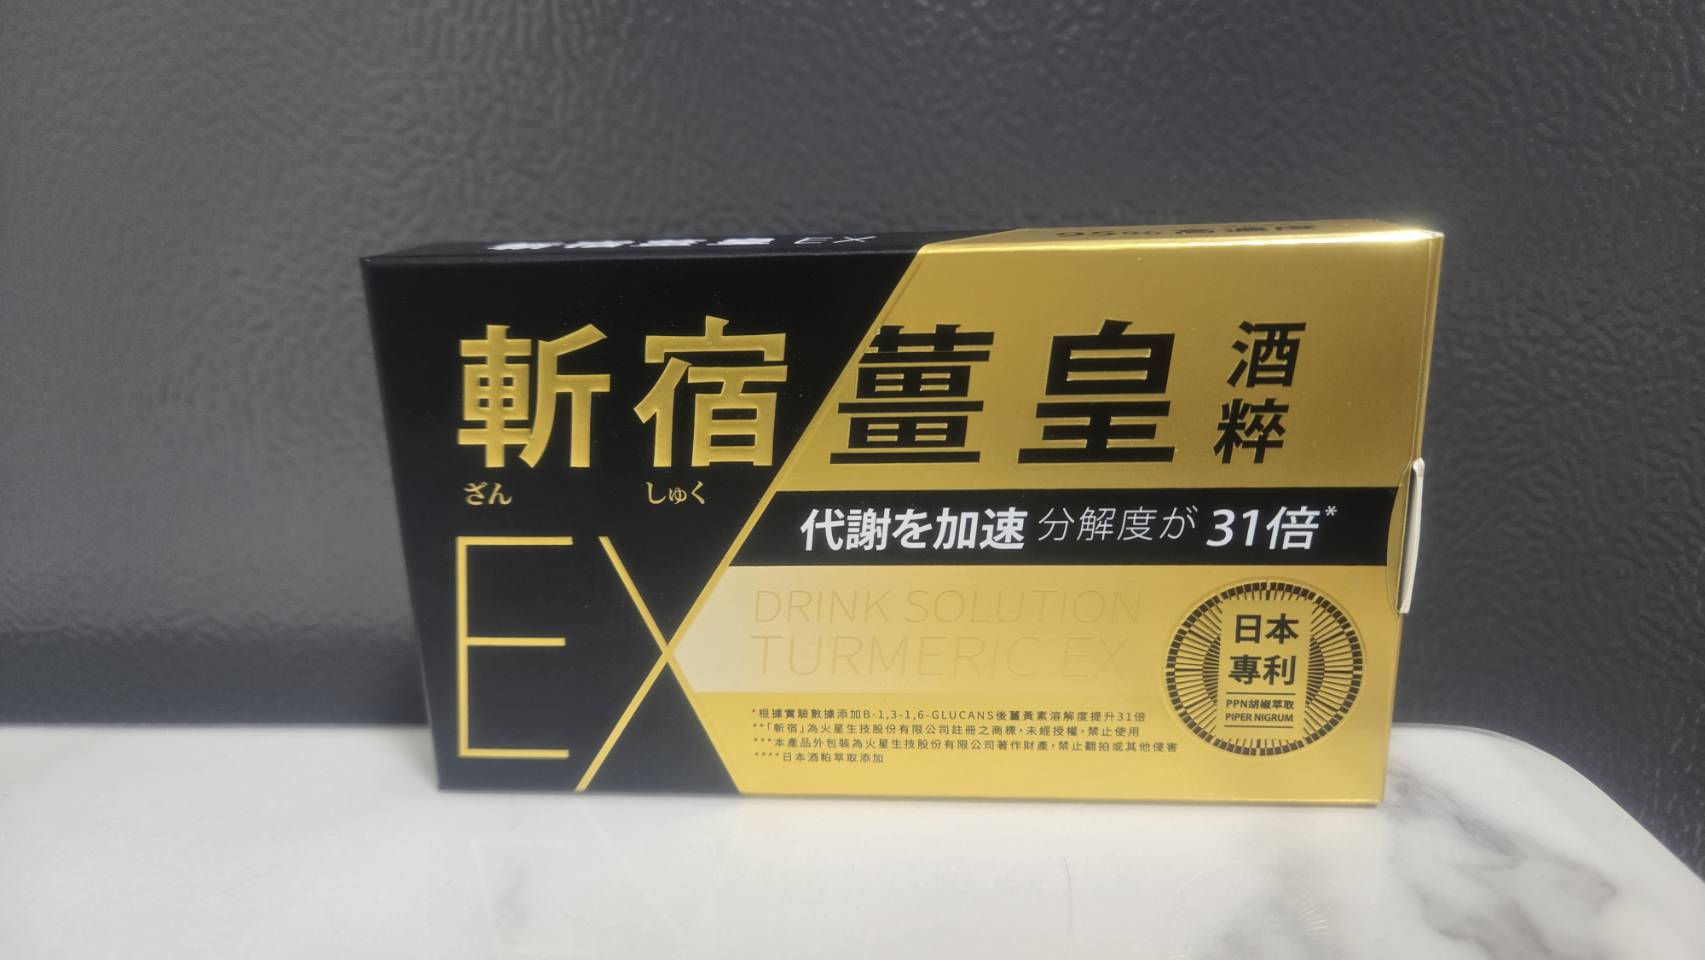 斬宿薑皇EX
95%高濃度
斬宿薑皇酒粹
ざん しゅく
EX
代謝を加速 分解度が 31倍*
DRINK SOLUTION
TURMERIC EX
日本
專利
PPN胡椒萃取
PIPER NIGRUM
*根據實驗數據添加B-1,3-1,6-GLUCANS後薑黃素溶解度提升31倍
**「斬宿」為火星生技股份有限公司註冊之商標,未經授權,禁止使用
***本產品外包裝為火星生技股份有限公司著作財產,禁止翻拍或其他侵害
****日本酒粕萃取添加